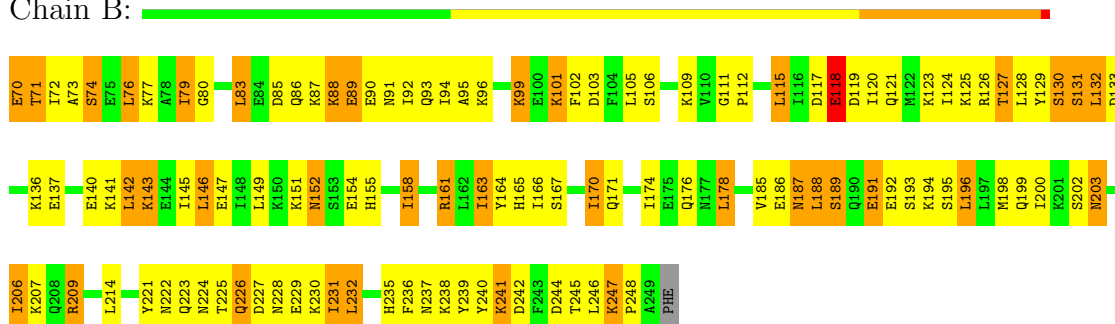 Chain B:
E70 T71 I72 A73 S74 E75 L76 K77 A78 I79 G80 L83 E84 D85 Q86 K87 K88 E89 E90 N91 I92 Q93 I94 A95 K96 K99 E100 K101 F102 D103 F104 L105 S106 K109 V110 G111 P112 L115 I116 D117 E118 D119 I120 Q121 M122 K123 I124 K125 R126 T127 L128 Y129 S130 S131 L132 D133
K136 E137 E140 K141 L142 K143 E144 I145 L146 E147 I148 L149 K150 K151 N152 S153 E154 H155 I158 R161 L162 I163 Y164 H165 I166 S167 I170 Q171 I174 E175 Q176 N177 L178 V185 E186 N187 L188 S189 Q190 E191 E192 S193 K194 S195 L196 L197 M198 Q199 I200 K201 S202 N203
I206 K207 Q208 R209 L214 Y221 N222 Q223 N224 T225 Q226 D227 N228 E229 K230 I231 L232 H235 F236 N237 K238 Y239 Y240 K241 D242 F243 D244 T245 L246 K247 P248 A249 PHE